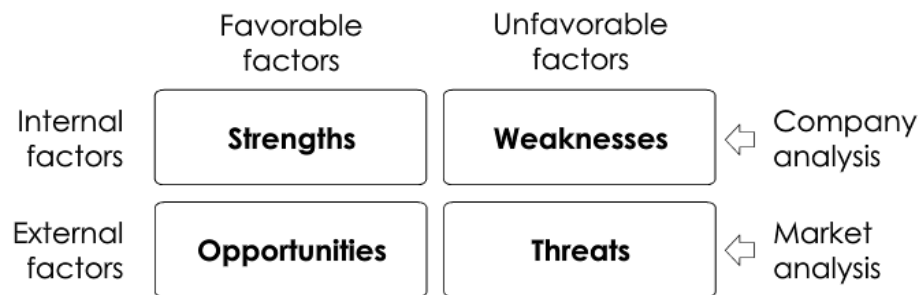 Favorable
factors
Unfavorable
factors
Internal
factors
Strengths
Weaknesses
Company
analysis
External
factors
Opportunities
Threats
Market
analysis